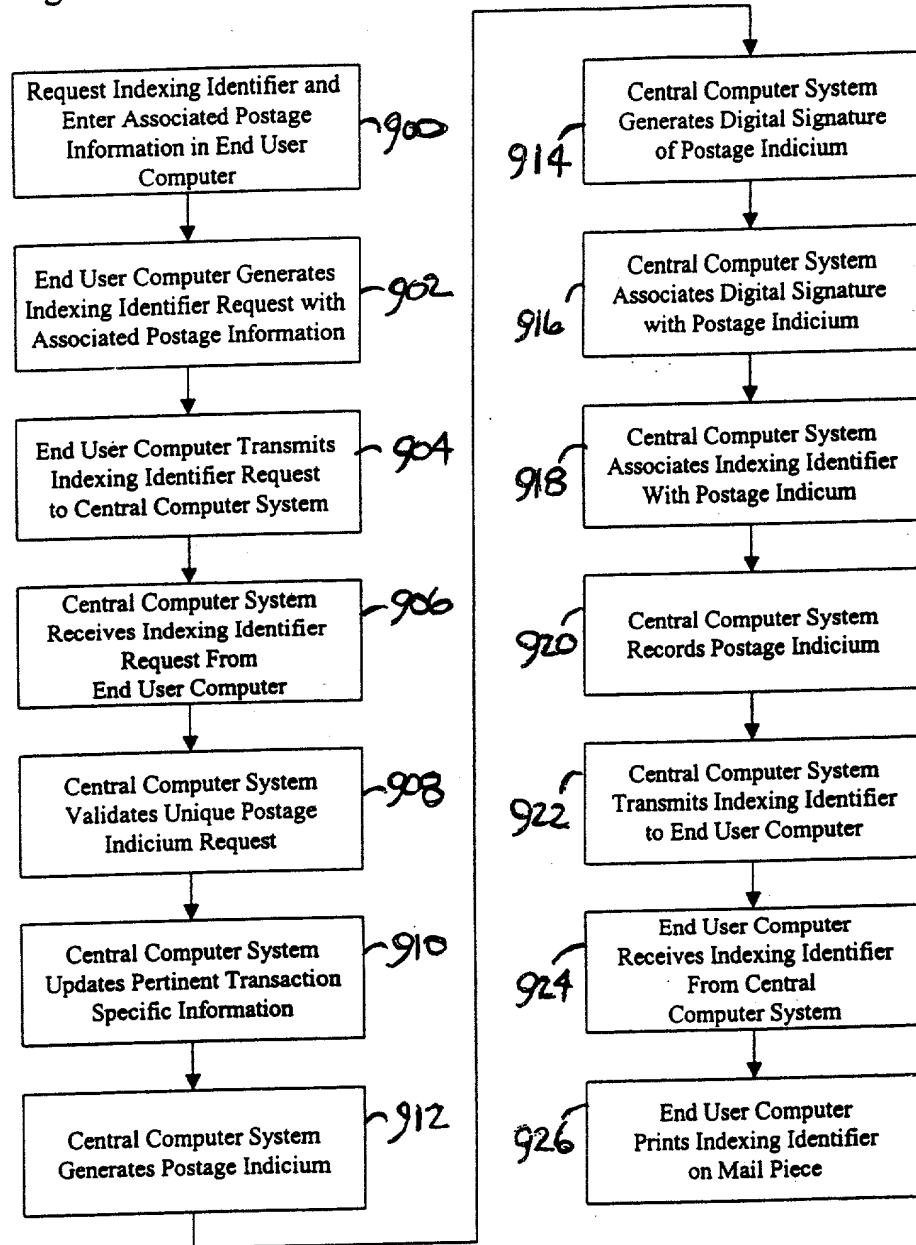 Request Indexing Identifier and
Enter Associated Postage
Information in End User
Computer
900
End User Computer Generates
Indexing Identifier Request with
Associated Postage Information
902
End User Computer Transmits
Indexing Identifier Request
to Central Computer System
904
Central Computer System
Receives Indexing Identifier
Request From
End User Computer
906
Central Computer System
Validates Unique Postage
Indicium Request
908
Central Computer System
Updates Pertinent Transaction
Specific Information
910
Central Computer System
Generates Postage Indicium
912
Central Computer System
Generates Digital Signature
of Postage Indicium
914
Central Computer System
Associates Digital Signature
with Postage Indicium
916
Central Computer System
Associates Indexing Identifier
With Postage Indicum
918
Central Computer System
Records Postage Indicium
920
Central Computer System
Transmits Indexing Identifier
to End User Computer
922
End User Computer
Receives Indexing Identifier
From Central
Computer System
924
End User Computer
Prints Indexing Identifier
on Mail Piece
926